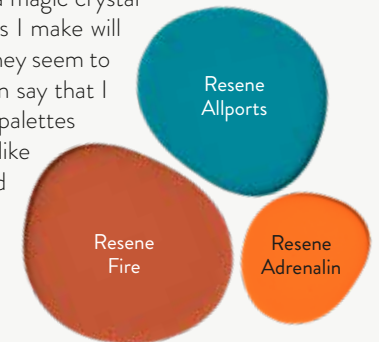 magic crystal
s I make will
hey seem to
n say that I
palettes
like
d
Resene
Allports
Resene
Fire
Resene
Adrenalin